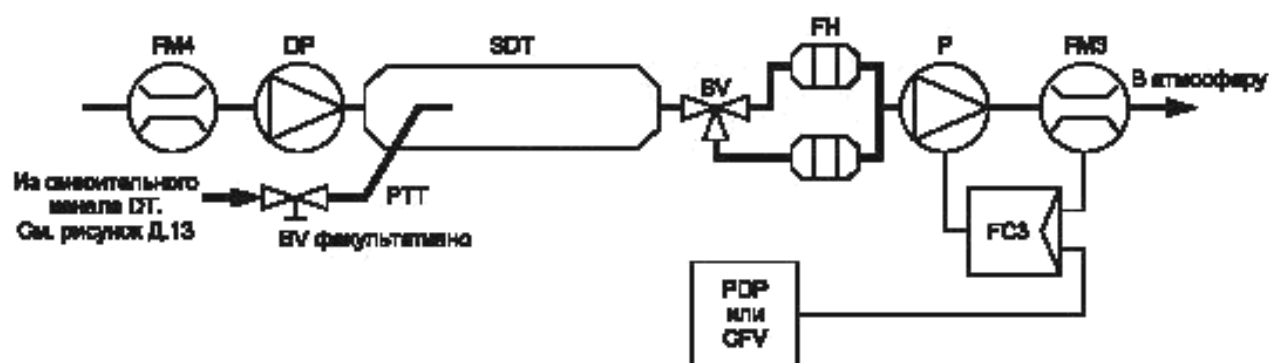 FM4
DP
SDT
FH
P
FM3
BV
В атмосферу
Из смесительного
канала DT.
См. рисунок Д.13
PTT
BV факультативно
FC3
PDP
или
CFV